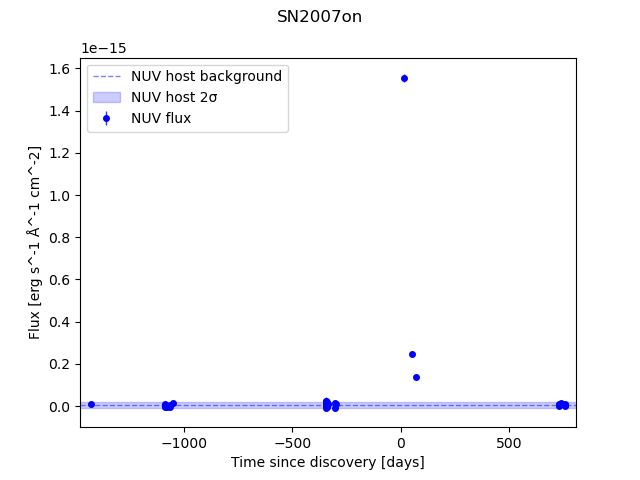 SN2007on
1e−15
NUV host background
NUV host 2σ
NUV flux
1.6
1.4
1.2
1.0
0.8
0.6
0.4
0.2
0.0
Flux [erg s^-1 Å^-1 cm^-2]
−1000
−500
0
500
Time since discovery [days]